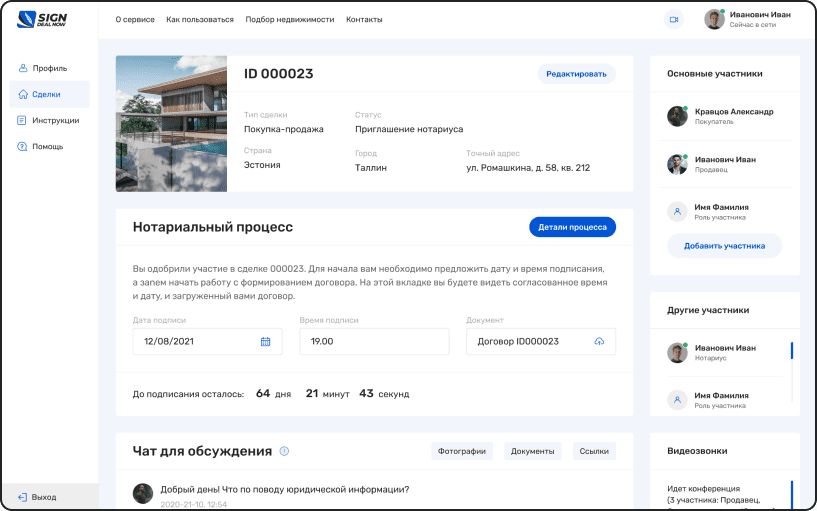 SIGN
DEAL NOW
О сервисе Как пользоваться Подбор недвижимости Контакты
Иванович Иван
Сейчас в сети
Профиль
Сделки
Инструкции
Помощь
Выход
ID 000023
Редактировать
Тип сделки
Покупка-продажа
Статус
Приглашение нотариуса
Страна
Эстония
Город
Таллин
Точный адрес
ул. Ромашкина, д. 58, кв. 212
Нотариальный процесс
Детали процесса
Вы одобрили участие в сделке 000023. Для начала вам необходимо предложить дату и время подписания,
а запем начать работу с формированием договора. На этой вкладке вы будете видеть согласованное время
и дату, и загруженный вами договор.
Дата подписи
12/08/2021
Время подписи
19.00
Документ
Договор ID000023
До подписания осталось: 64 дня 21 минут 43 секунд
Чат для обсуждения
Фотографии Документы Ссылки
Добрый день! Что по поводу юридической информации?
2020-21-10, 12:54
Основные участники
Кравцов Александр
Покупатель
Иванович Иван
Продавец
Имя Фамилия
Роль участника
Добавить участника
Другие участники
Иванович Иван
Нотариус
Имя Фамилия
Роль участника
Видеозвонки
Идет конференция
(3 участника: Продавец,